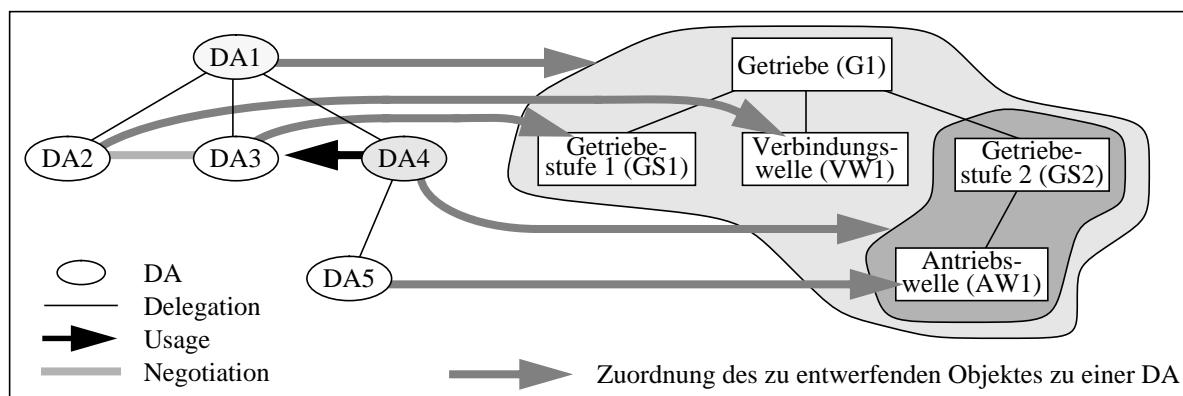 DA1
Getriebe (G1)
DA2
DA3
DA4
Getriebe-
stufe 1 (GS1)
Verbindungs-
welle (VW1)
Getriebe-
stufe 2 (GS2)
DA5
Antriebs-
welle (AW1)
DA
Delegation
Usage
Negotiation
Zuordnung des zu entwerfenden Objektes zu einer DA